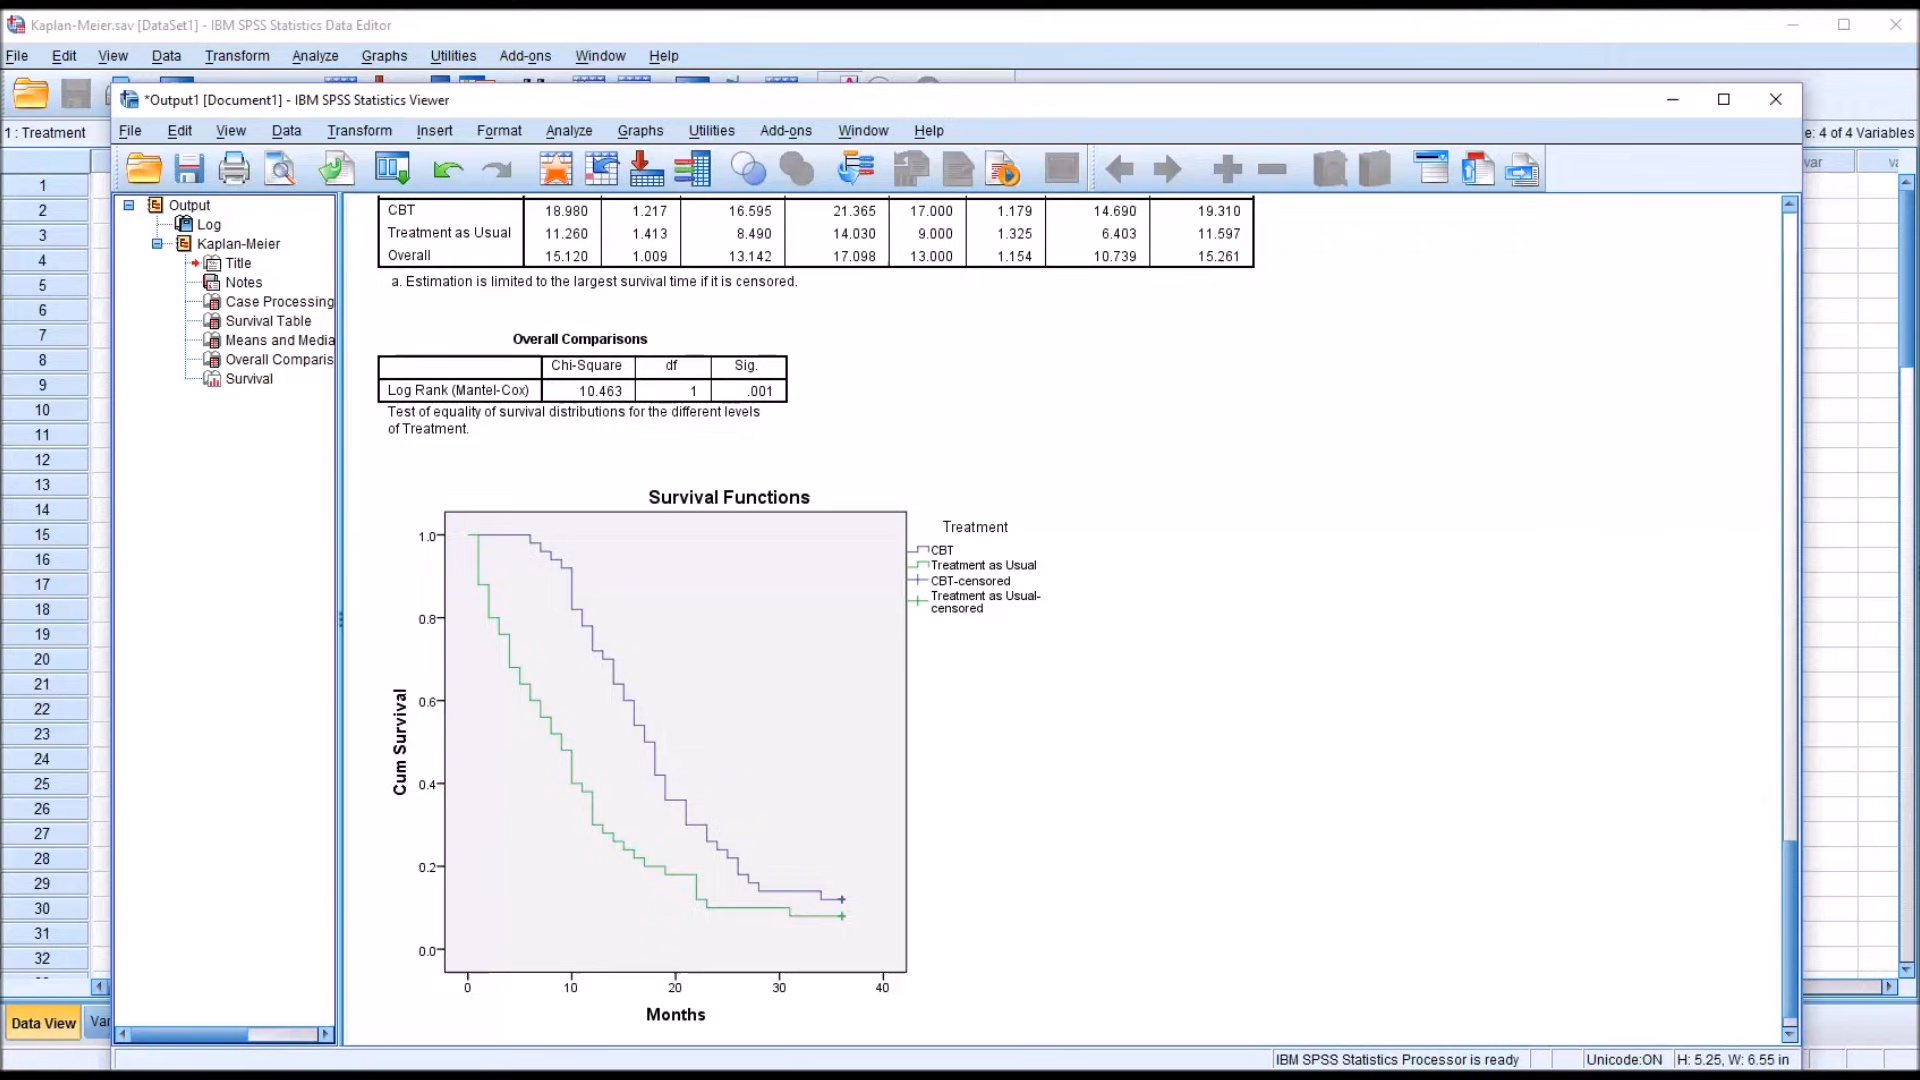 Kaplan-Meier.sav [DataSet1] - IBM SPSS Statistics Data Editor
File Edit View Data Transform Analyze Graphs Utilities Add-ons Window Help
*Output1 [Document1] - IBM SPSS Statistics Viewer
File Edit View Data Transform Insert Format Analyze Graphs Utilities Add-ons Window Help
1 : Treatment
e: 4 of 4 Variables
var
1
2
3
4
5
6
7
8
9
10
11
12
13
14
15
16
17
18
19
20
21
22
23
24
25
26
27
28
29
30
31
32
Data View
Output
Log
Kaplan-Meier
Title
Notes
Case Processing
Survival Table
Means and Media
Overall Comparis
Survival
CBT 18.980 1.217 16.595 21.365 17.000 1.179 14.690 19.310
Treatment as Usual 11.260 1.413 8.490 14.030 9.000 1.325 6.403 11.597
Overall 15.120 1.009 13.142 17.098 13.000 1.154 10.739 15.261
a. Estimation is limited to the largest survival time if it is censored.
Overall Comparisons
Chi-Square df Sig.
Log Rank (Mantel-Cox) 10.463 1 .001
Test of equality of survival distributions for the different levels
of Treatment.
Survival Functions
Treatment
CBT
Treatment as Usual
CBT-censored
Treatment as Usual-
censored
Cum Survival
1.0
0.8
0.6
0.4
0.2
0.0
0 10 20 30 40
Months
IBM SPSS Statistics Processor is ready Unicode:ON H: 5.25, W: 6.55 in